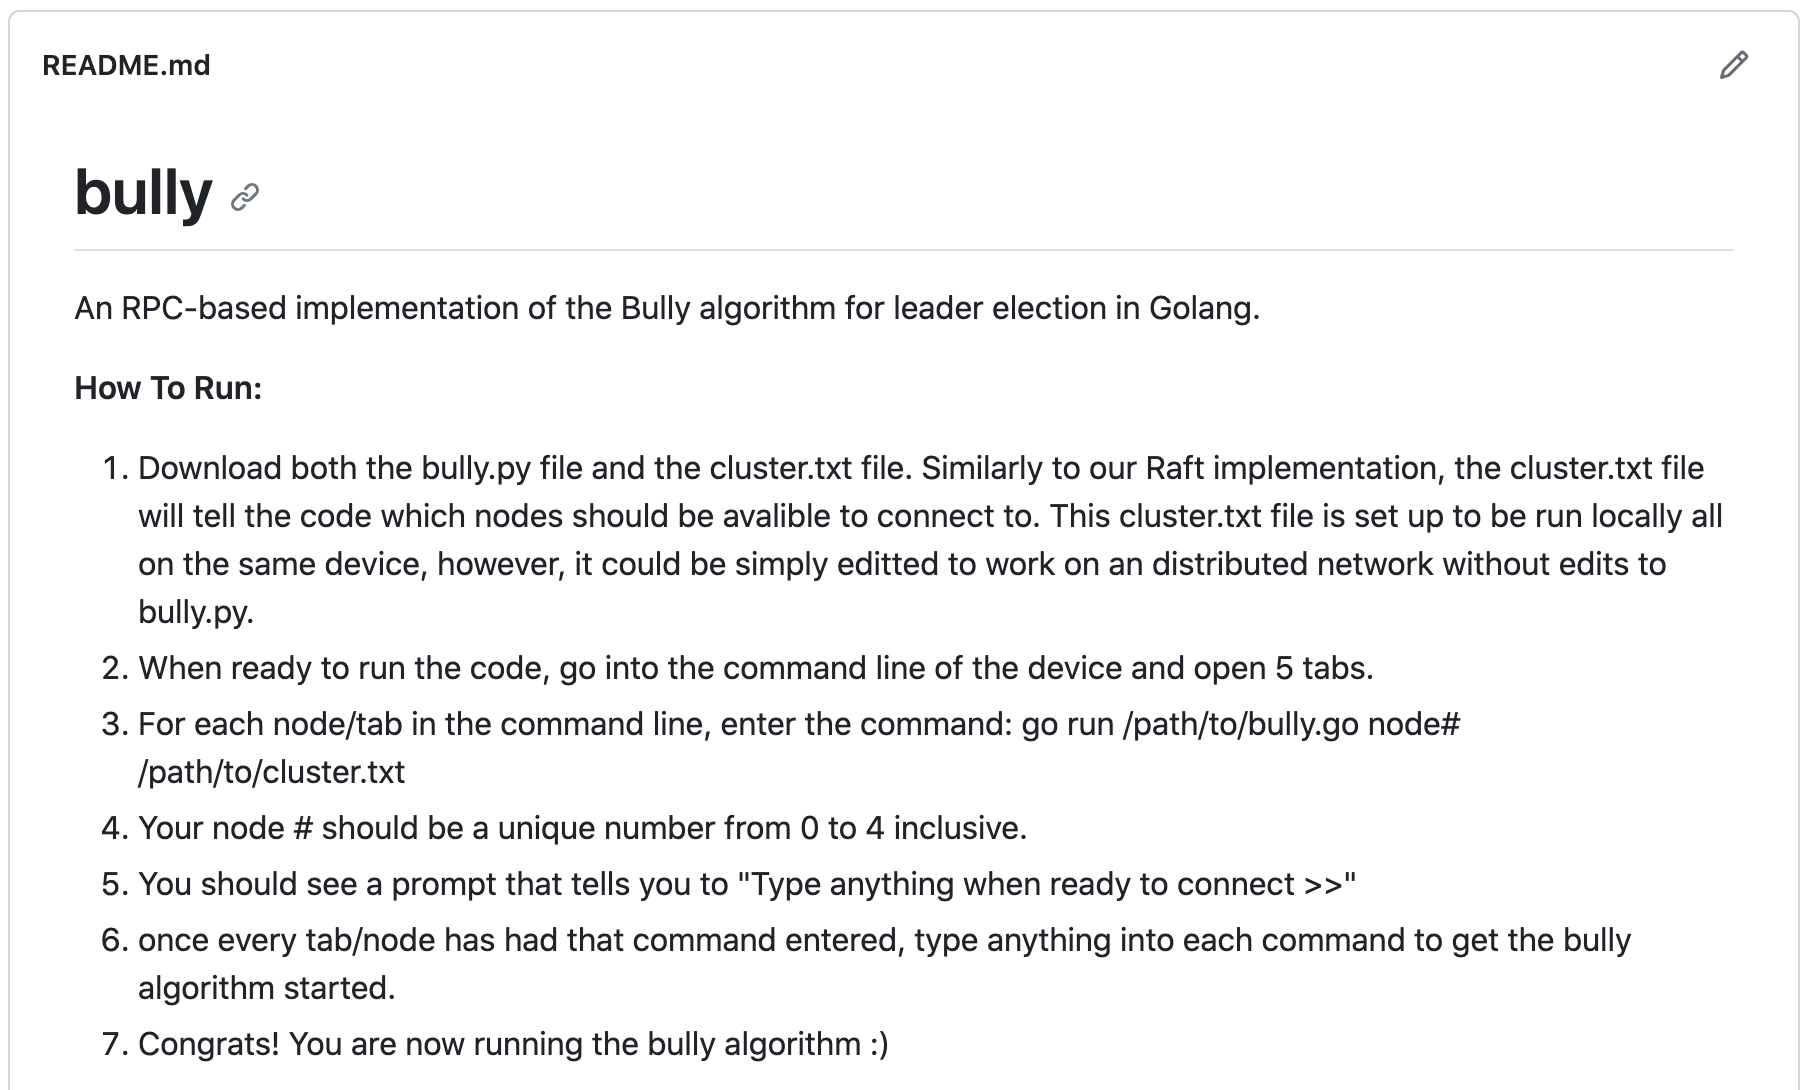 README.md
bully
An RPC-based implementation of the Bully algorithm for leader election in Golang.
How To Run:
1. Download both the bully.py file and the cluster.txt file. Similarly to our Raft implementation, the cluster.txt file
will tell the code which nodes should be avalible to connect to. This cluster.txt file is set up to be run locally all
on the same device, however, it could be simply editted to work on an distributed network without edits to
bully.py.
2. When ready to run the code, go into the command line of the device and open 5 tabs.
3. For each node/tab in the command line, enter the command: go run /path/to/bully.go node#
/path/to/cluster.txt
4. Your node # should be a unique number from 0 to 4 inclusive.
5. You should see a prompt that tells you to "Type anything when ready to connect >>"
6. once every tab/node has had that command entered, type anything into each command to get the bully
algorithm started.
7. Congrats! You are now running the bully algorithm :)